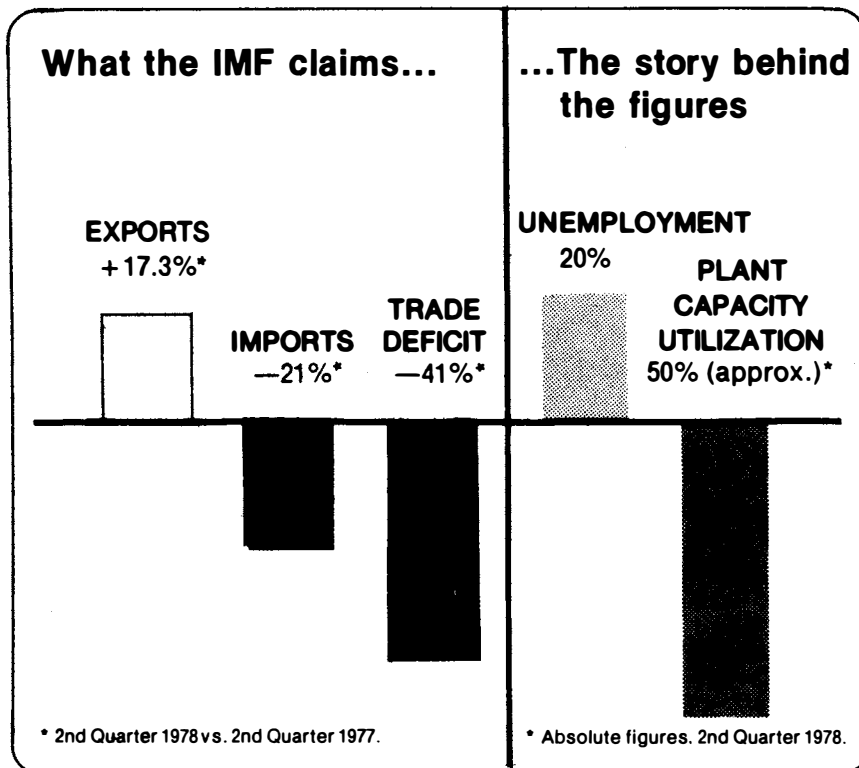 What the IMF claims...
EXPORTS
+17.3%*
IMPORTS
—21%*
TRADE
DEFICIT
—41%*
* 2nd Quarter 1978 vs. 2nd Quarter 1977.
...The story behind
the figures
UNEMPLOYMENT
20%
PLANT
CAPACITY
UTILIZATION
50% (approx.)*
* Absolute figures. 2nd Quarter 1978.